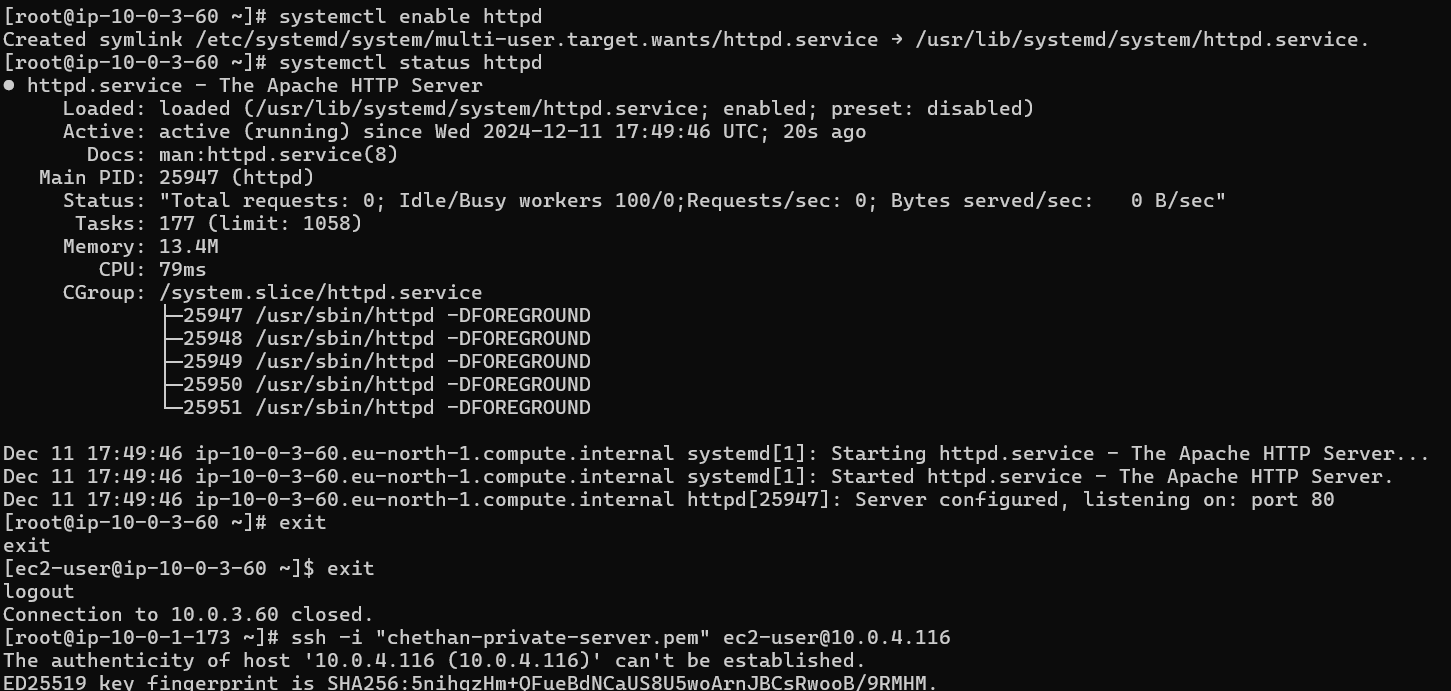 [root@ip-10-0-3-60 ~]# systemctl enable httpd
Created symlink /etc/systemd/system/multi-user.target.wants/httpd.service → /usr/lib/systemd/system/httpd.service.
[root@ip-10-0-3-60 ~]# systemctl status httpd
● httpd.service - The Apache HTTP Server
     Loaded: loaded (/usr/lib/systemd/system/httpd.service; enabled; preset: disabled)
     Active: active (running) since Wed 2024-12-11 17:49:46 UTC; 20s ago
       Docs: man:httpd.service(8)
   Main PID: 25947 (httpd)
     Status: "Total requests: 0; Idle/Busy workers 100/0;Requests/sec: 0; Bytes served/sec:   0 B/sec"
      Tasks: 177 (limit: 1058)
     Memory: 13.4M
        CPU: 79ms
     CGroup: /system.slice/httpd.service
             ├─25947 /usr/sbin/httpd -DFOREGROUND
             ├─25948 /usr/sbin/httpd -DFOREGROUND
             ├─25949 /usr/sbin/httpd -DFOREGROUND
             ├─25950 /usr/sbin/httpd -DFOREGROUND
             └─25951 /usr/sbin/httpd -DFOREGROUND

Dec 11 17:49:46 ip-10-0-3-60.eu-north-1.compute.internal systemd[1]: Starting httpd.service - The Apache HTTP Server...
Dec 11 17:49:46 ip-10-0-3-60.eu-north-1.compute.internal systemd[1]: Started httpd.service - The Apache HTTP Server.
Dec 11 17:49:46 ip-10-0-3-60.eu-north-1.compute.internal httpd[25947]: Server configured, listening on: port 80
[root@ip-10-0-3-60 ~]# exit
exit
[ec2-user@ip-10-0-3-60 ~]$ exit
logout
Connection to 10.0.3.60 closed.
[root@ip-10-0-1-173 ~]# ssh -i "chethan-private-server.pem" ec2-user@10.0.4.116
The authenticity of host '10.0.4.116 (10.0.4.116)' can't be established.
ED25519 key fingerprint is